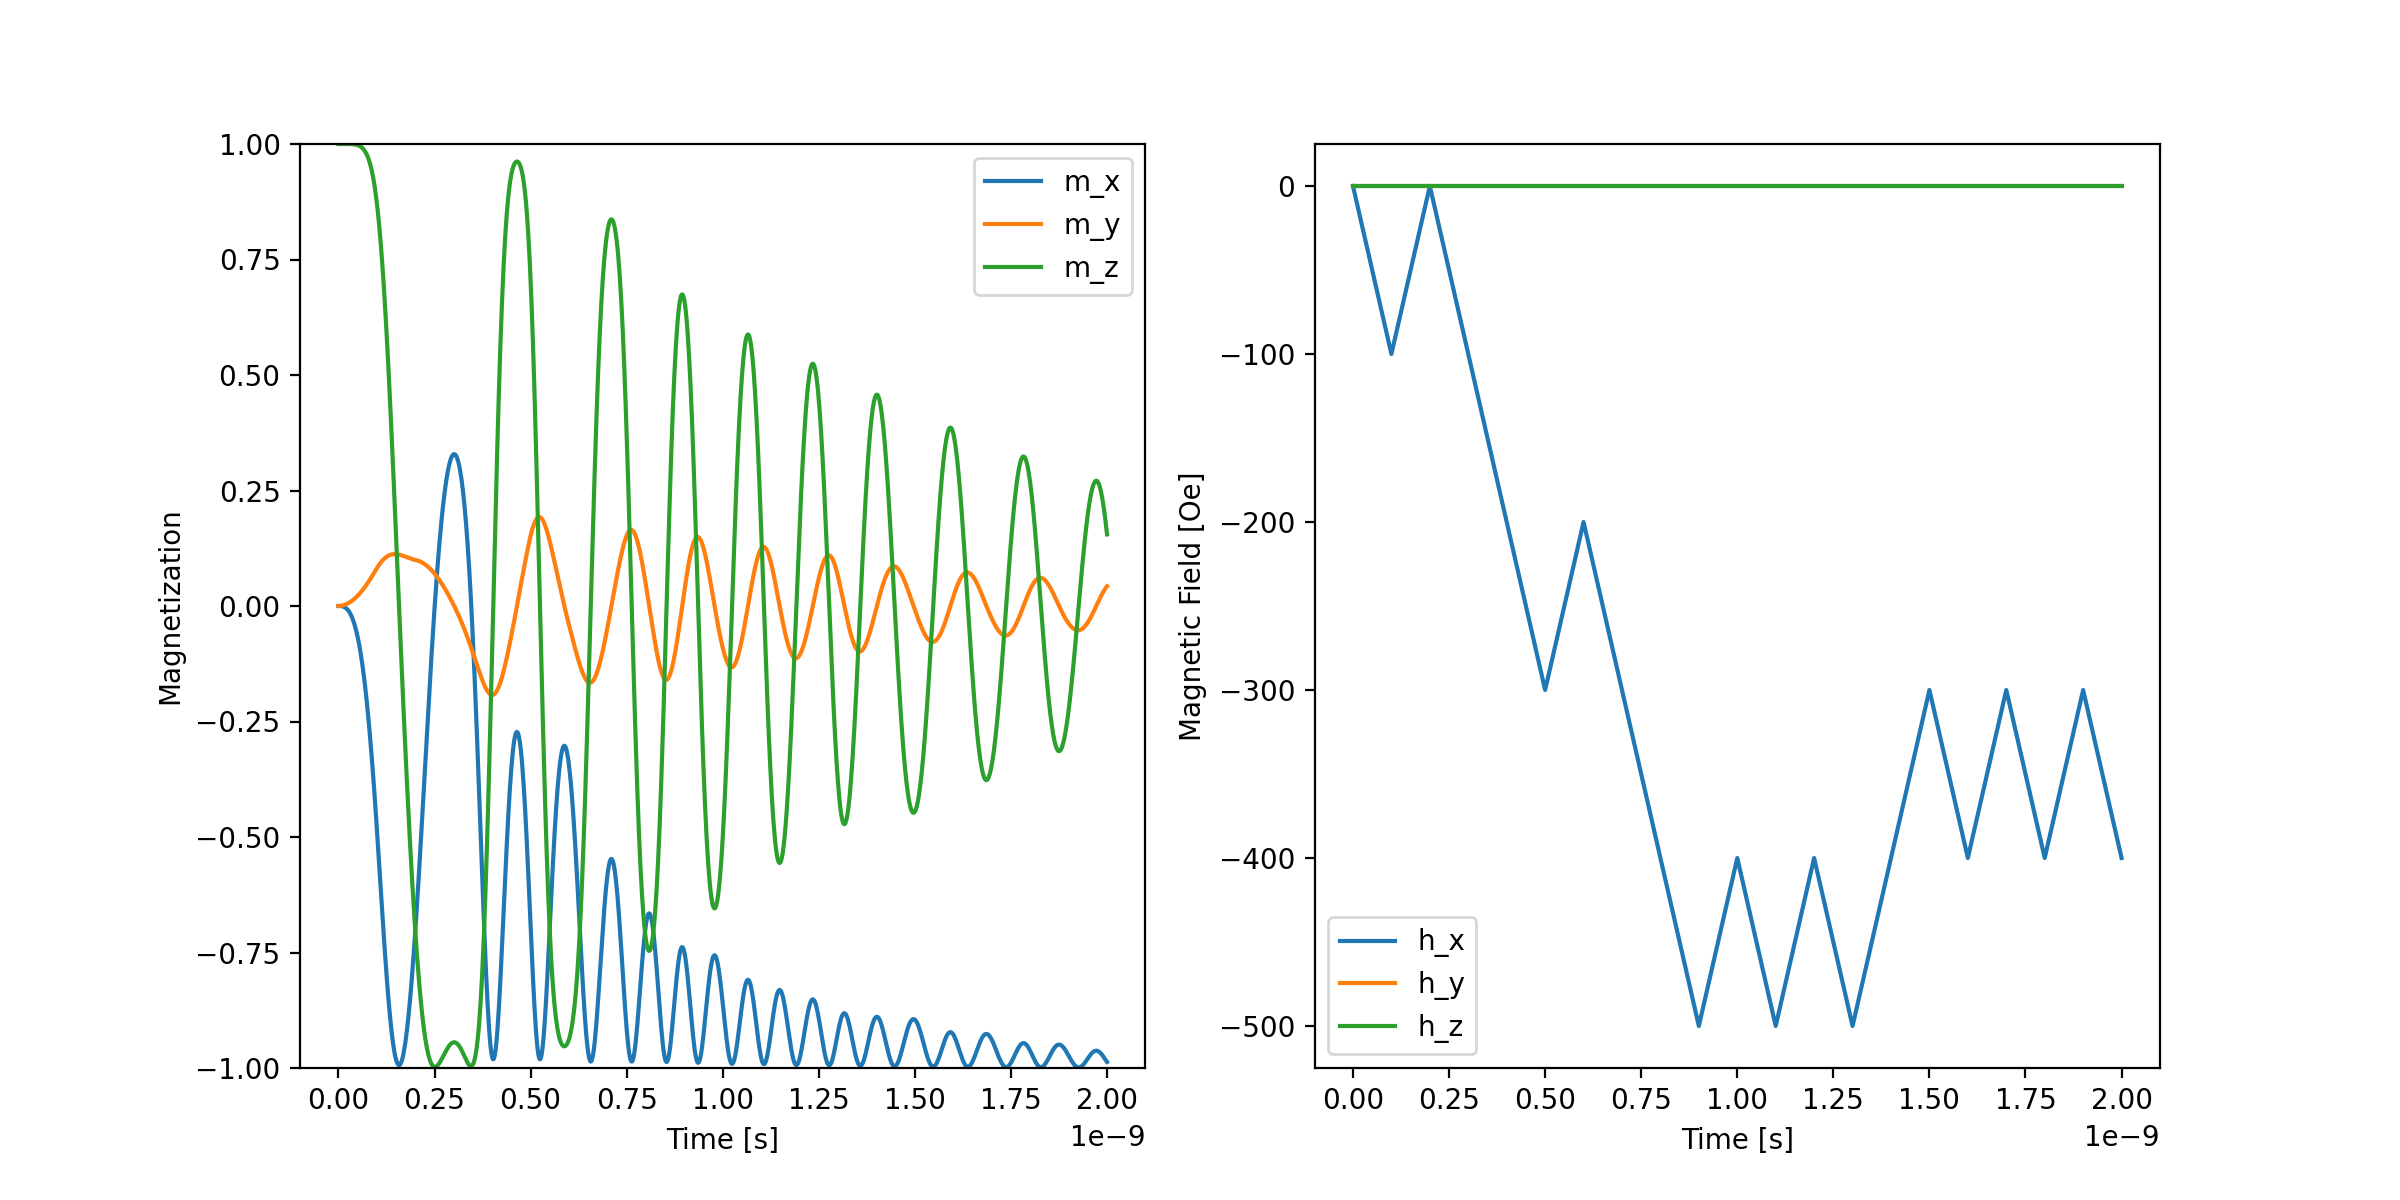 1.00
0.75
0.50
0.25
0.00
−0.25
−0.50
−0.75
−1.00
Magnetization
m_x
m_y
m_z
0.00 0.25 0.50 0.75 1.00 1.25 1.50 1.75 2.00
Time [s]
1e−9
0
−100
−200
−300
−400
−500
Magnetic Field [Oe]
h_x
h_y
h_z
0.00 0.25 0.50 0.75 1.00 1.25 1.50 1.75 2.00
Time [s]
1e−9